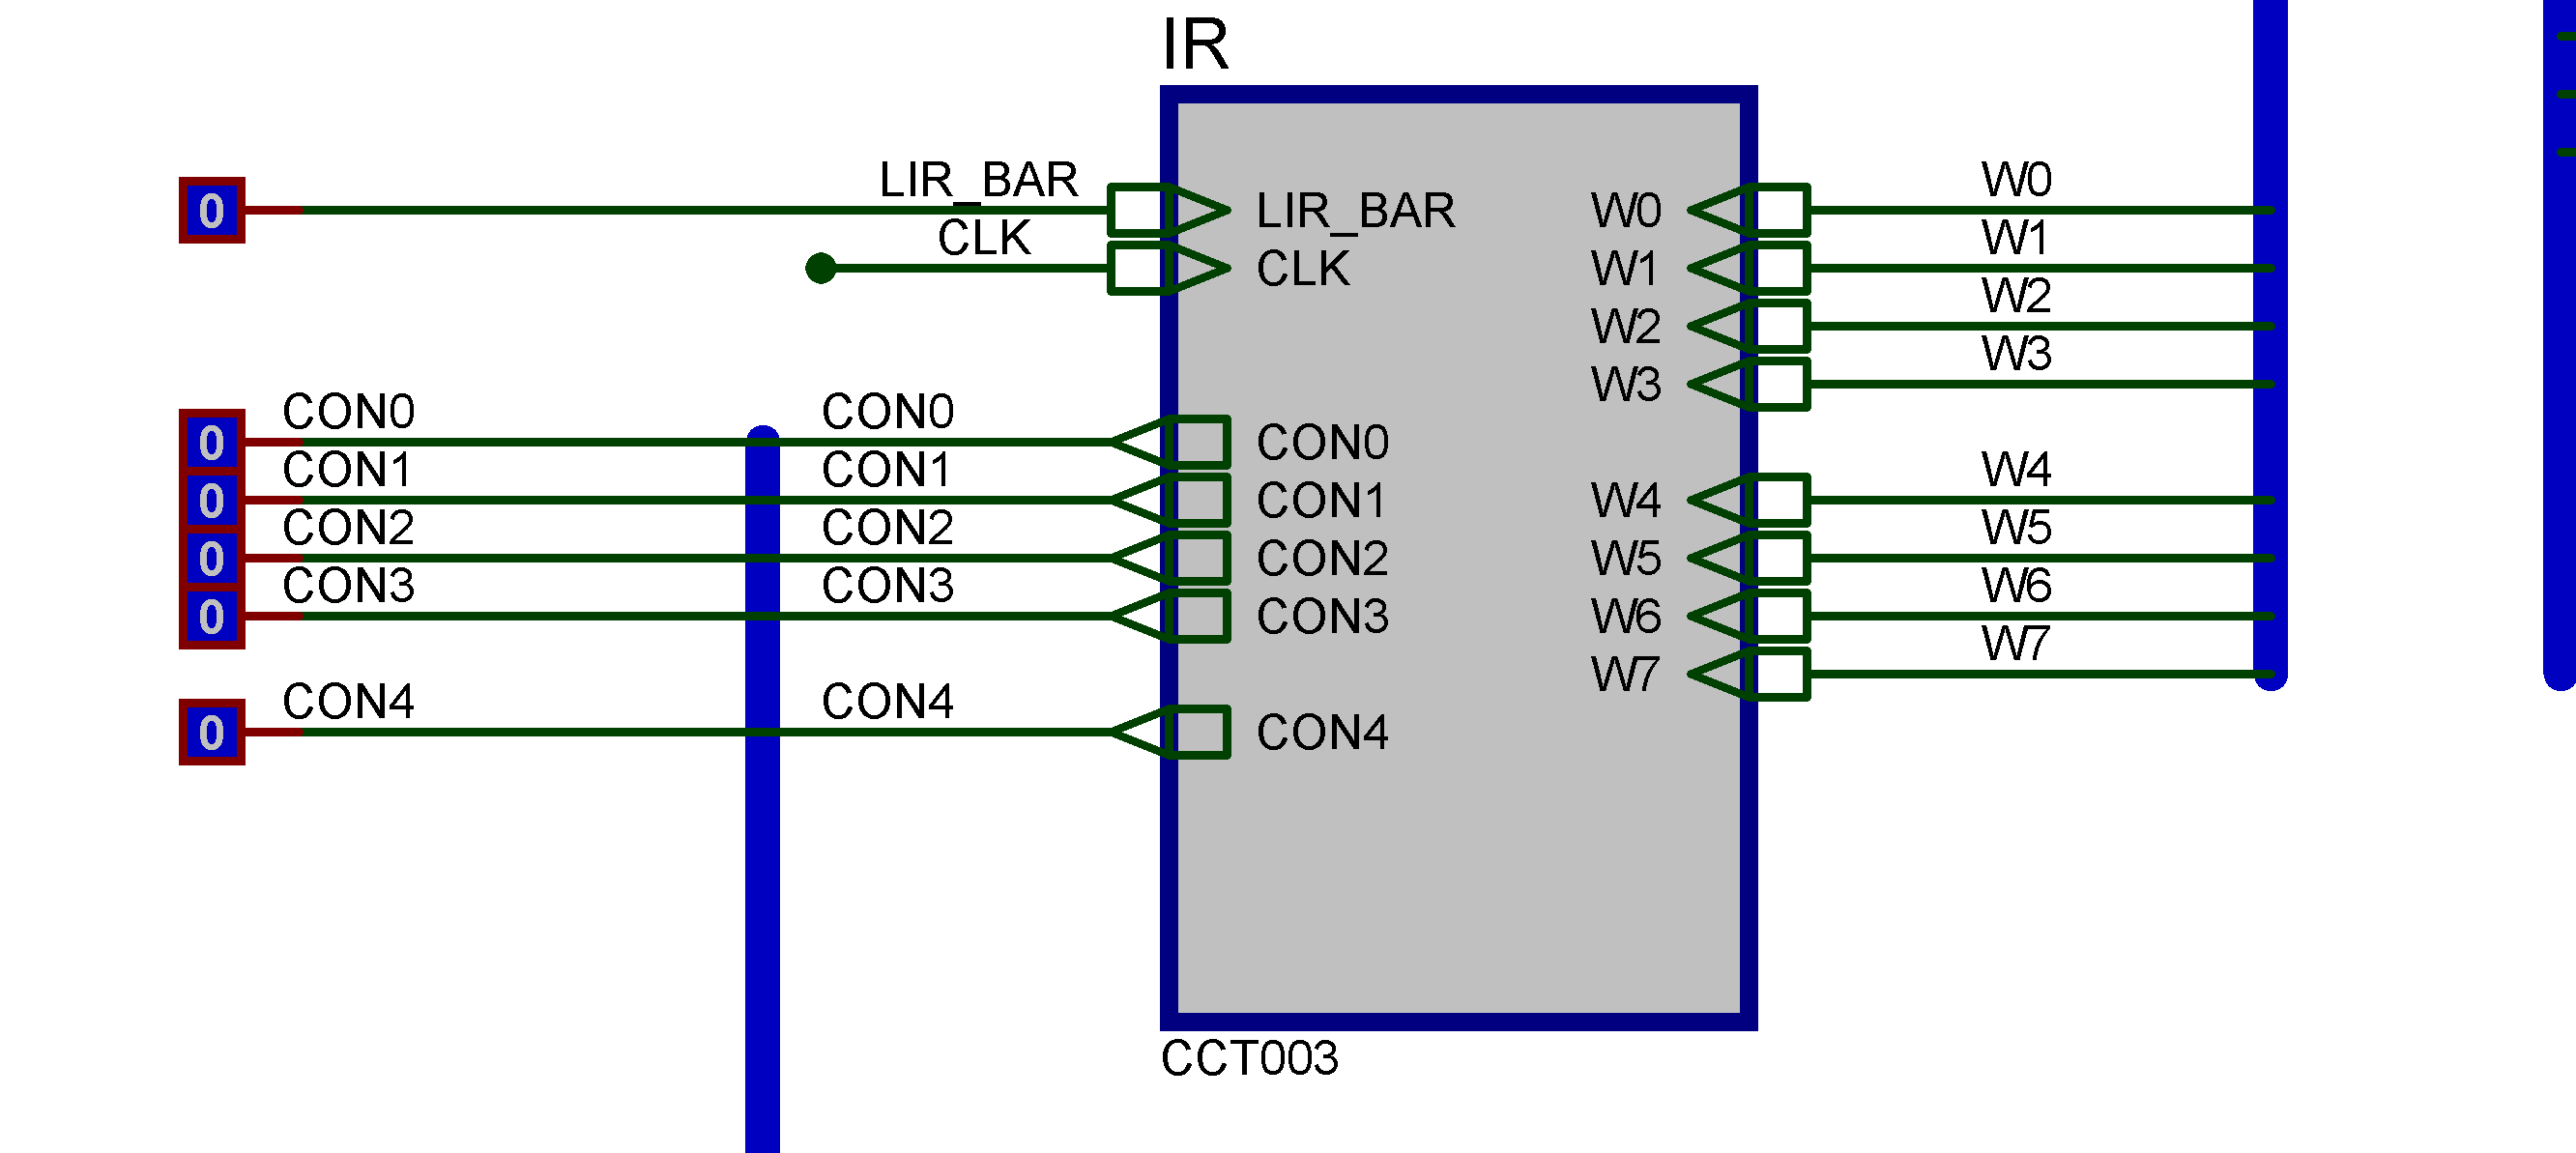 IR
LIR_BAR LIR_BAR W0 W0
0
CLK CLK W1 W1
W2 W2
W3 W3
CON0 CON0
0 CON0
CON1 CON1 W4 W4
0 CON1
CON2 CON2 W5 W5
0 CON2
CON3 CON3 W6 W6
0 CON3
W7 W7
CON4 CON4
0 CON4
CCT003